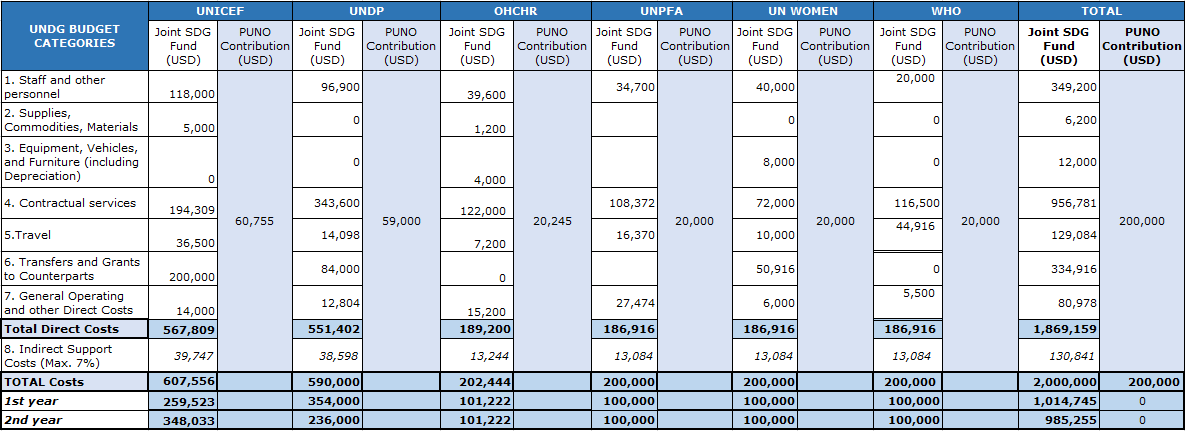 UNDG BUDGET CATEGORIES UNICEF UNDP OHCHR UNPFA UN WOMEN WHO TOTAL
Joint SDG Fund (USD) PUNO Contribution (USD) Joint SDG Fund (USD) PUNO Contribution (USD) Joint SDG Fund (USD) PUNO Contribution (USD) Joint SDG Fund (USD) PUNO Contribution (USD) Joint SDG Fund (USD) PUNO Contribution (USD) Joint SDG Fund (USD) PUNO Contribution (USD) Joint SDG Fund (USD) PUNO Contribution (USD)
1. Staff and other personnel 118,000 96,900 39,600 34,700 40,000 20,000 349,200
2. Supplies, Commodities, Materials 5,000 0 1,200 0 0 6,200
3. Equipment, Vehicles, and Furniture (including Depreciation) 0 0 4,000 8,000 0 12,000
4. Contractual services 194,309 343,600 122,000 108,372 72,000 116,500 956,781
60,755 59,000 20,245 20,000 20,000 20,000 200,000
5.Travel 36,500 14,098 7,200 16,370 10,000 44,916 129,084
6. Transfers and Grants to Counterparts 200,000 84,000 0 50,916 0 334,916
7. General Operating and other Direct Costs 14,000 12,804 15,200 27,474 6,000 5,500 80,978
Total Direct Costs 567,809 551,402 189,200 186,916 186,916 186,916 1,869,159
8. Indirect Support Costs (Max. 7%) 39,747 38,598 13,244 13,084 13,084 13,084 130,841
TOTAL Costs 607,556 590,000 202,444 200,000 200,000 200,000 2,000,000 200,000
1st year 259,523 354,000 101,222 100,000 100,000 100,000 1,014,745 0
2nd year 348,033 236,000 101,222 100,000 100,000 100,000 985,255 0